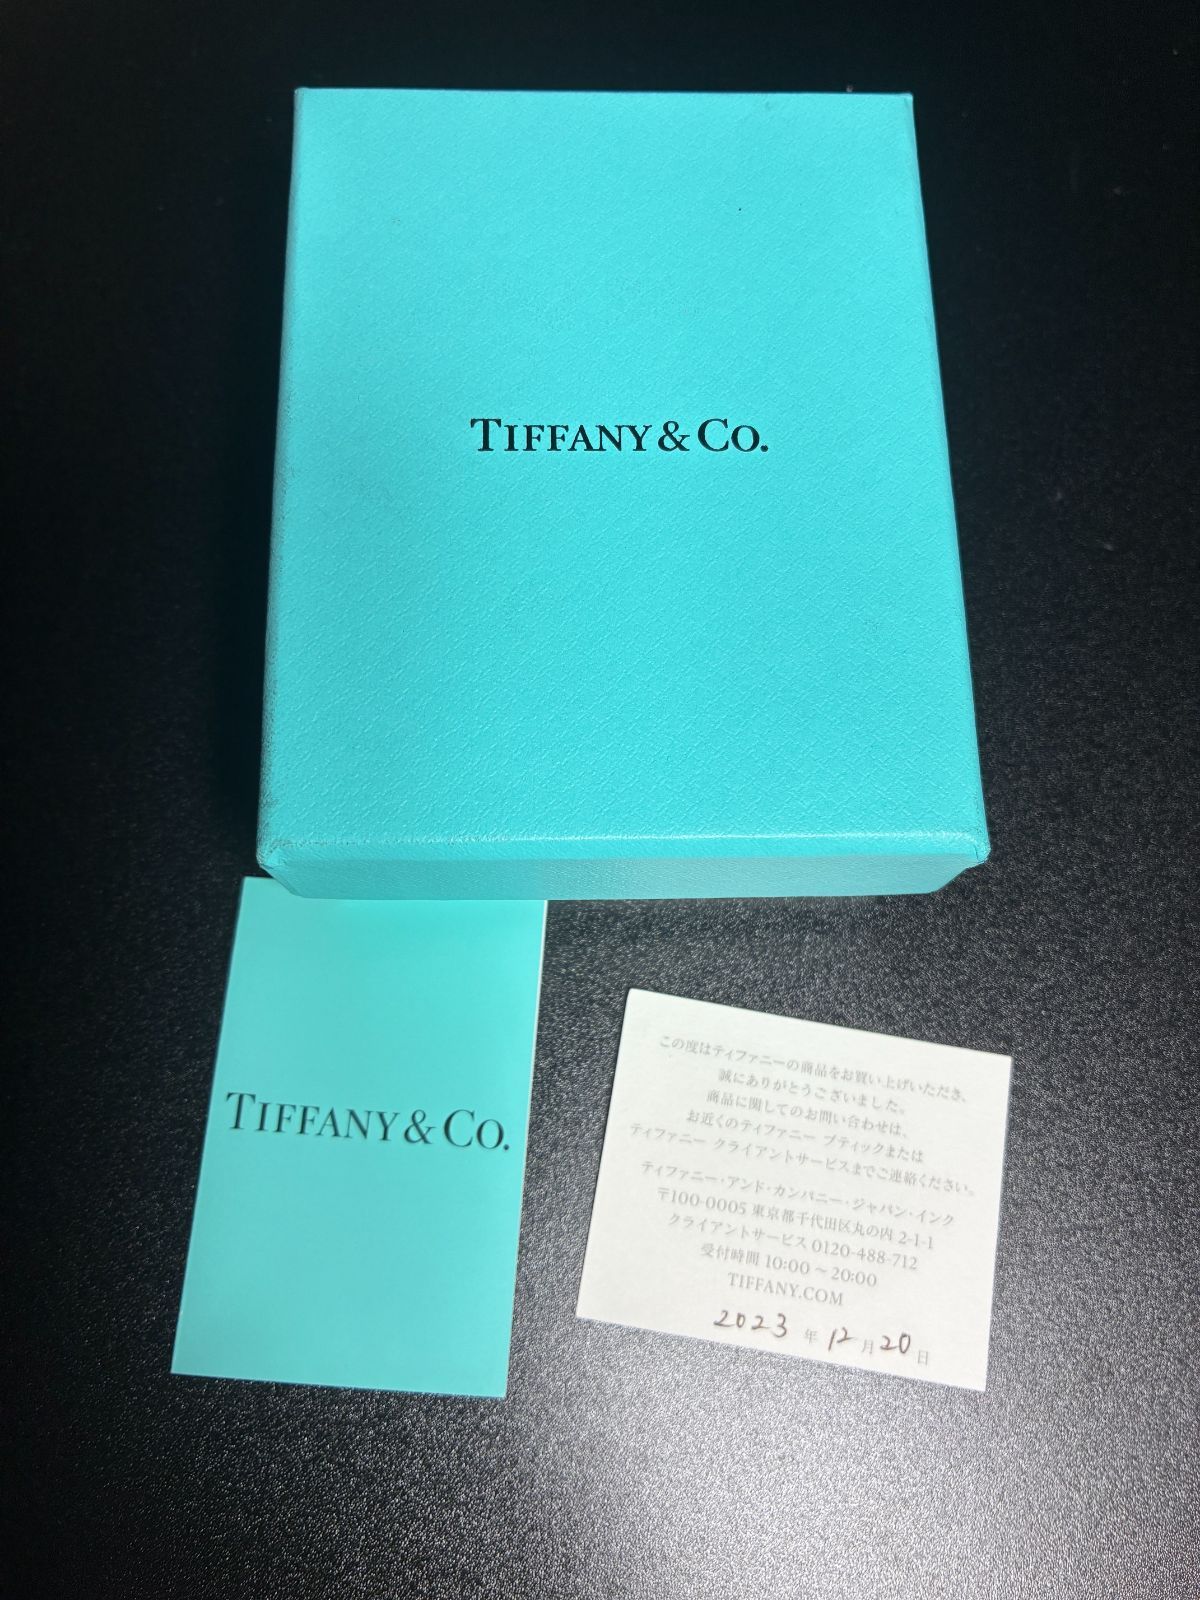 TIFFANY & CO.
TIFFANY & CO.
この度はティファニーの商品をお買い上げいただき、
誠にありがとうございました。
商品に関してのお問い合わせは、
お近くのティファニー ブティックまたは
ティファニー クライアントサービスまでご連絡ください。
ティファニー・アンド・カンパニー・ジャパン・インク
〒100-0005 東京都千代田区丸の内 2-1-1
クライアントサービス 0120-488-712
受付時間 10:00 〜 20:00
TIFFANY.COM
2023 年 12 月 20 日